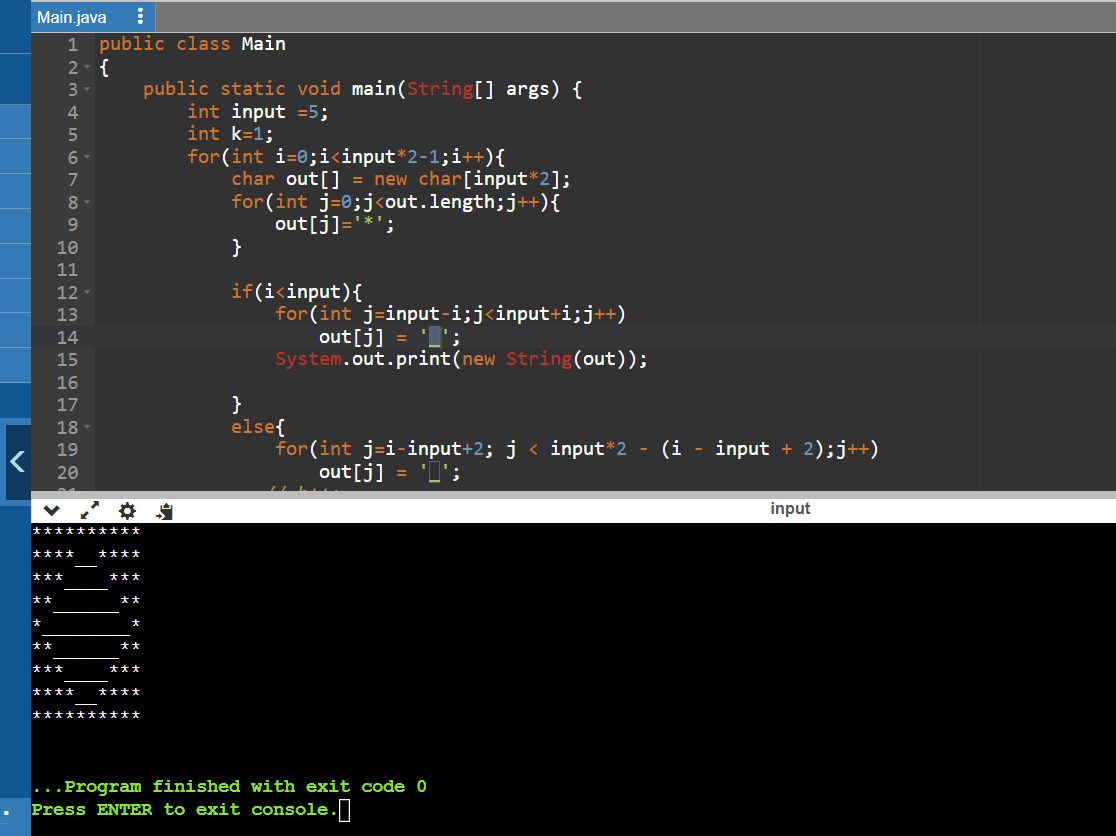 Main.java
1 public class Main
2 {
3 public static void main(String[] args) {
4 int input =5;
5 int k=1;
6 for(int i=0;i<input*2-1;i++){
7 char out[] = new char[input*2];
8 for(int j=0;j<out.length;j++){
9 out[j]='*';
10 }
11
12 if(i<input){
13 for(int j=input-i;j<input+i;j++)
14 out[j] = '_';
15 System.out.print(new String(out));
16
17 }
18 else{
19 for(int j=i-input+2; j < input*2 - (i - input + 2);j++)
20 out[j] = '_';
input
**********
****__****
***____***
**______**
*________*
**______**
***____***
****__****
**********
...Program finished with exit code 0
Press ENTER to exit console.